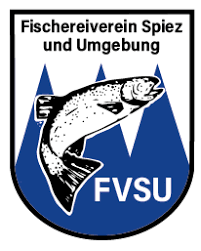 Fischereiverein Spiez
und Umgebung
FVSU